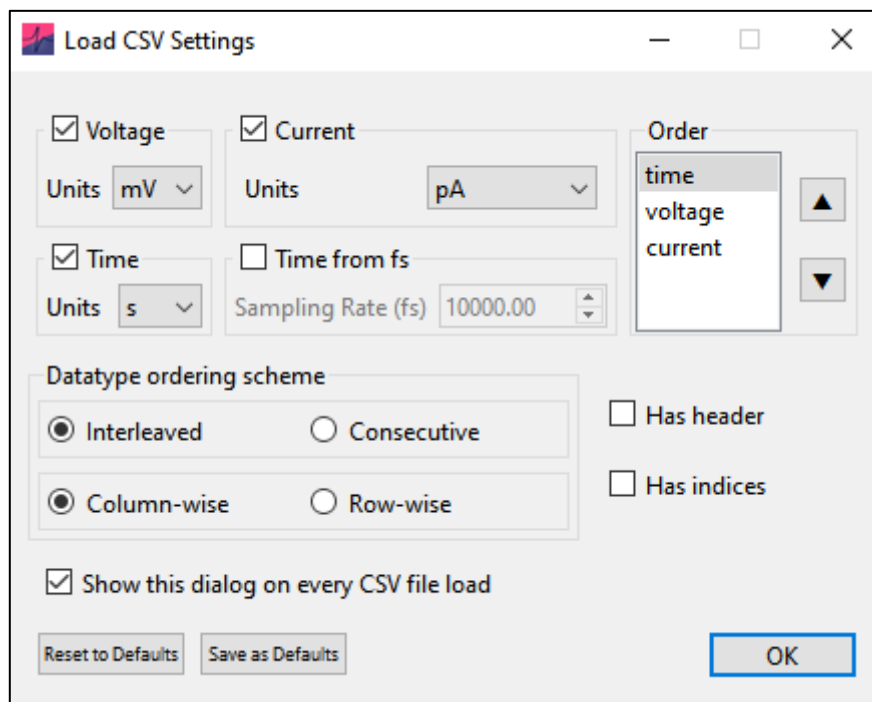 Load CSV Settings
Voltage
Units mV
Current
Units pA
Order
time
voltage
current
Time
Units s
Time from fs
Sampling Rate (fs) 10000.00
Datatype ordering scheme
Interleaved Consecutive
Column-wise Row-wise
Has header
Has indices
Show this dialog on every CSV file load
Reset to Defaults Save as Defaults OK